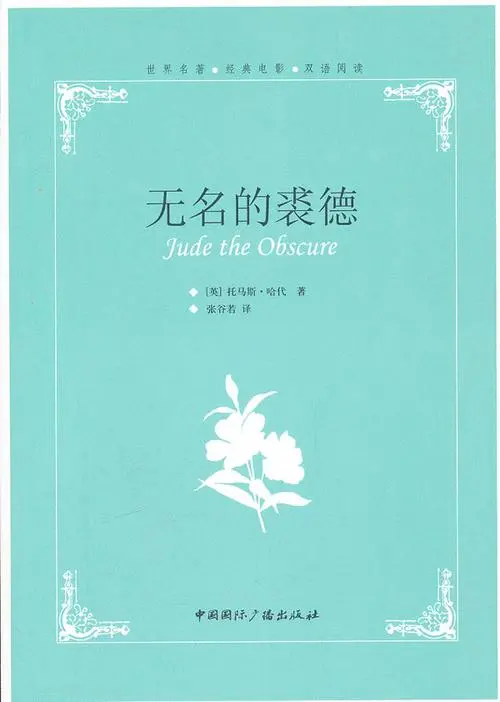 世界名著●经典电影●双语阅读
无名的裘德
Jude the Obscure
◆ [英] 托马斯·哈代 著
◆ 张谷若 译
中国国际广播出版社